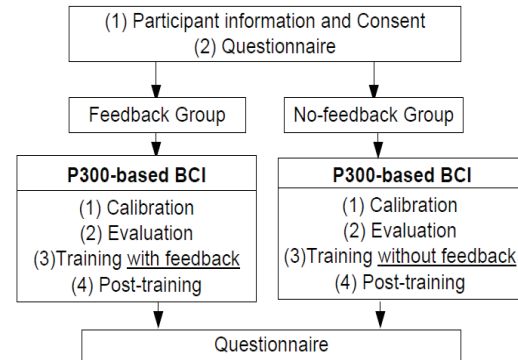 (1) Participant information and Consent
(2) Questionnaire
Feedback Group
No-feedback Group
P300-based BCI
(1) Calibration
(2) Evaluation
(3)Training with feedback
(4) Post-training
P300-based BCI
(1) Calibration
(2) Evaluation
(3)Training without feedback
(4) Post-training
Questionnaire